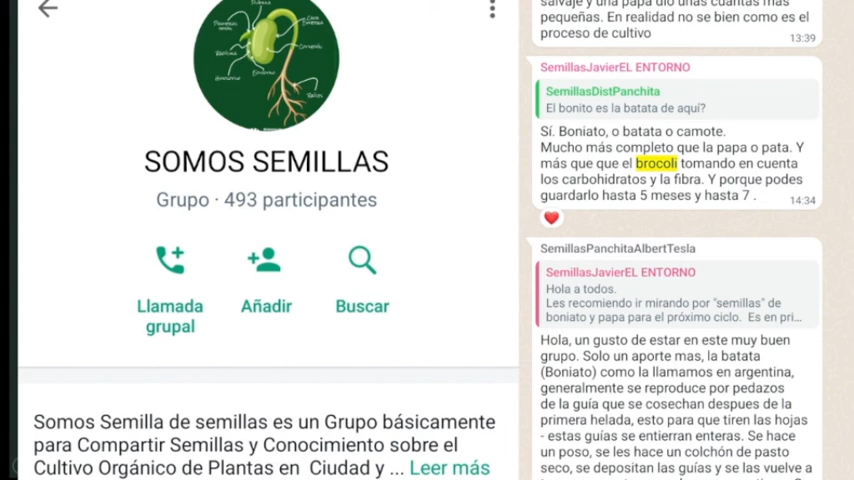 SOMOS SEMILLAS
Grupo · 493 participantes
Llamada
grupal
Añadir
Buscar
Somos Semilla de semillas es un Grupo básicamente
para Compartir Semillas y Conocimiento sobre el
Cultivo Orgánico de Plantas en Ciudad y ... Leer más
salvaje y una papa dio unas cuantas más
pequeñas. En realidad no se bien como es el
proceso de cultivo
13:39
SemillasJavierEL ENTORNO
SemillasDistPanchita
El bonito es la batata de aquí?
Sí. Boniato, o batata o camote.
Mucho más completo que la papa o pata. Y
más que que el brocoli tomando en cuenta
los carbohidratos y la fibra. Y porque podes
guardarlo hasta 5 meses y hasta 7 .
14:34
SemillasPanchitaAlbertTesla
SemillasJavierEL ENTORNO
Hola a todos.
Les recomiendo ir mirando por "semillas" de
boniato y papa para el próximo ciclo. Es en pri...
Hola, un gusto de estar en este muy buen
grupo. Solo un aporte mas, la batata
(Boniato) como la llamamos en argentina,
generalmente se reproduce por pedazos
de la guía que se cosechan despues de la
primera helada, esto para que tiren las hojas
- estas guías se entierran enteras. Se hace
un poso, se les hace un colchón de pasto
seco, se depositan las guías y se las vuelve a